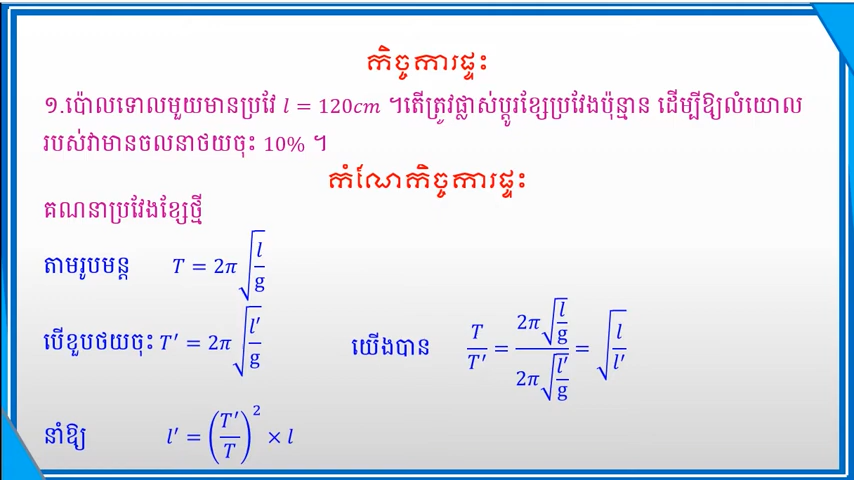 កិច្ចការផ្ទះ
១.ប៉ោលទោលមួយមានប្រវែ l = 120cm ។តើត្រូវផ្លាស់ប្ដូរខ្សែប្រវែងប៉ុន្មាន ដើម្បីឱ្យលំយោល
របស់វាមានចលនាថយចុះ 10% ។
កំណែកិច្ចការផ្ទះ
គណនាប្រវែងខ្សែថ្មី
តាមរូបមន្ត T = 2π√(l/g)
បើខួបថយចុះ T′ = 2π√(l′/g) យើងបាន T/T′ = (2π√(l/g))/(2π√(l′/g)) = √(l/l′)
នាំឱ្យ l′ = (T′/T)² × l